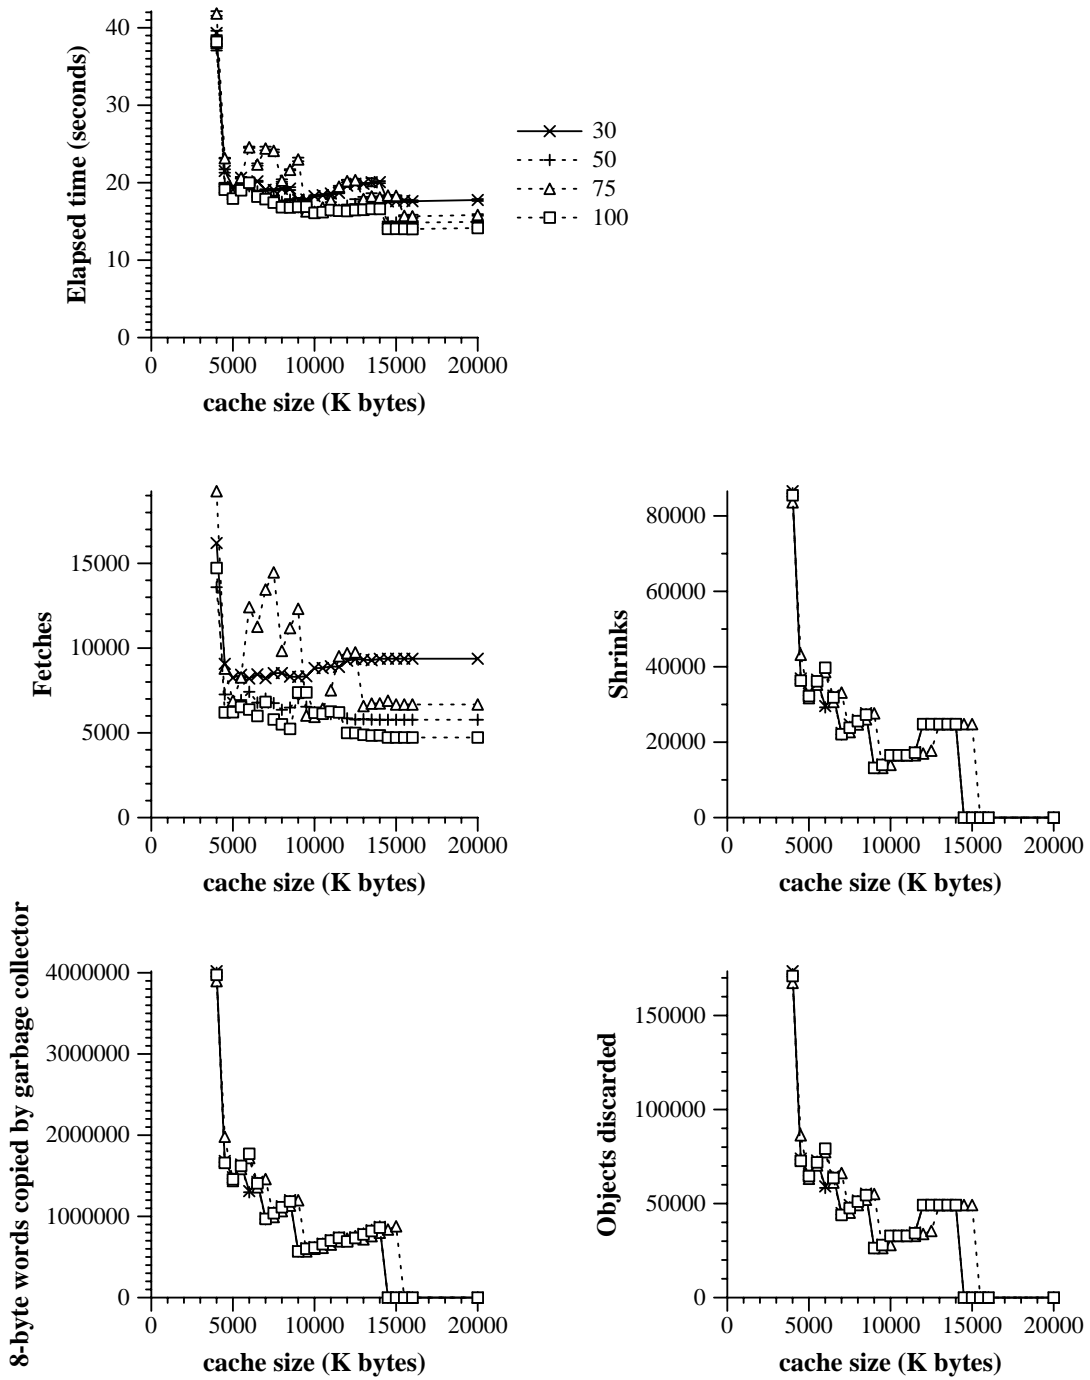 40
30
20
10
0
Elapsed time (seconds)
0 5000 10000 15000 20000
cache size (K bytes)
30
50
75
100
15000
10000
5000
0
Fetches
0 5000 10000 15000 20000
cache size (K bytes)
80000
60000
40000
20000
0
Shrinks
0 5000 10000 15000 20000
cache size (K bytes)
4000000
3000000
2000000
1000000
0
8-byte words copied by garbage collector
0 5000 10000 15000 20000
cache size (K bytes)
150000
100000
50000
0
Objects discarded
0 5000 10000 15000 20000
cache size (K bytes)